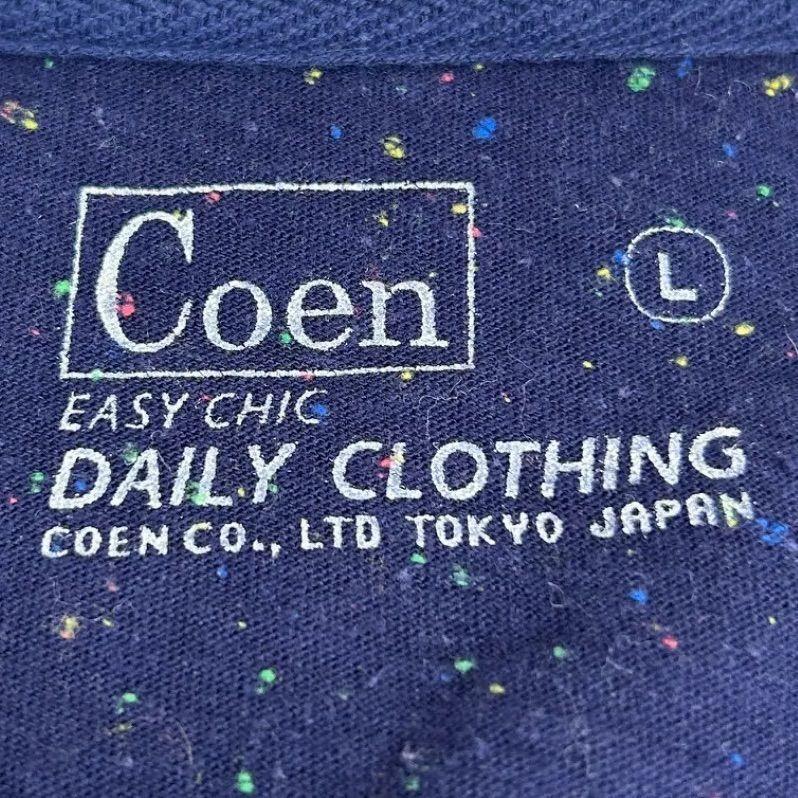 Coen
L
EASY CHIC
DAILY CLOTHING
COEN CO., LTD TOKYO JAPAN